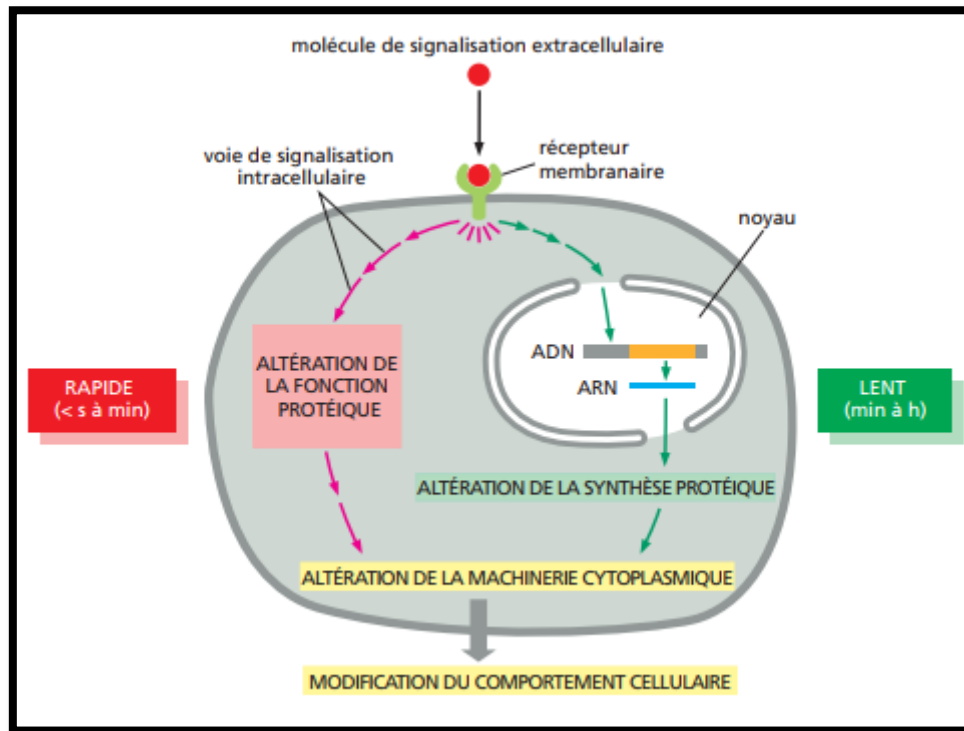 molécule de signalisation extracellulaire
voie de signalisation
intracellulaire
récepteur
membranaire
noyau
ALTÉRATION DE
LA FONCTION
PROTÉIQUE
ADN
ARN
RAPIDE
(< s à min)
LENT
(min à h)
ALTÉRATION DE LA SYNTHÈSE PROTÉIQUE
ALTÉRATION DE LA MACHINERIE CYTOPLASMIQUE
MODIFICATION DU COMPORTEMENT CELLULAIRE